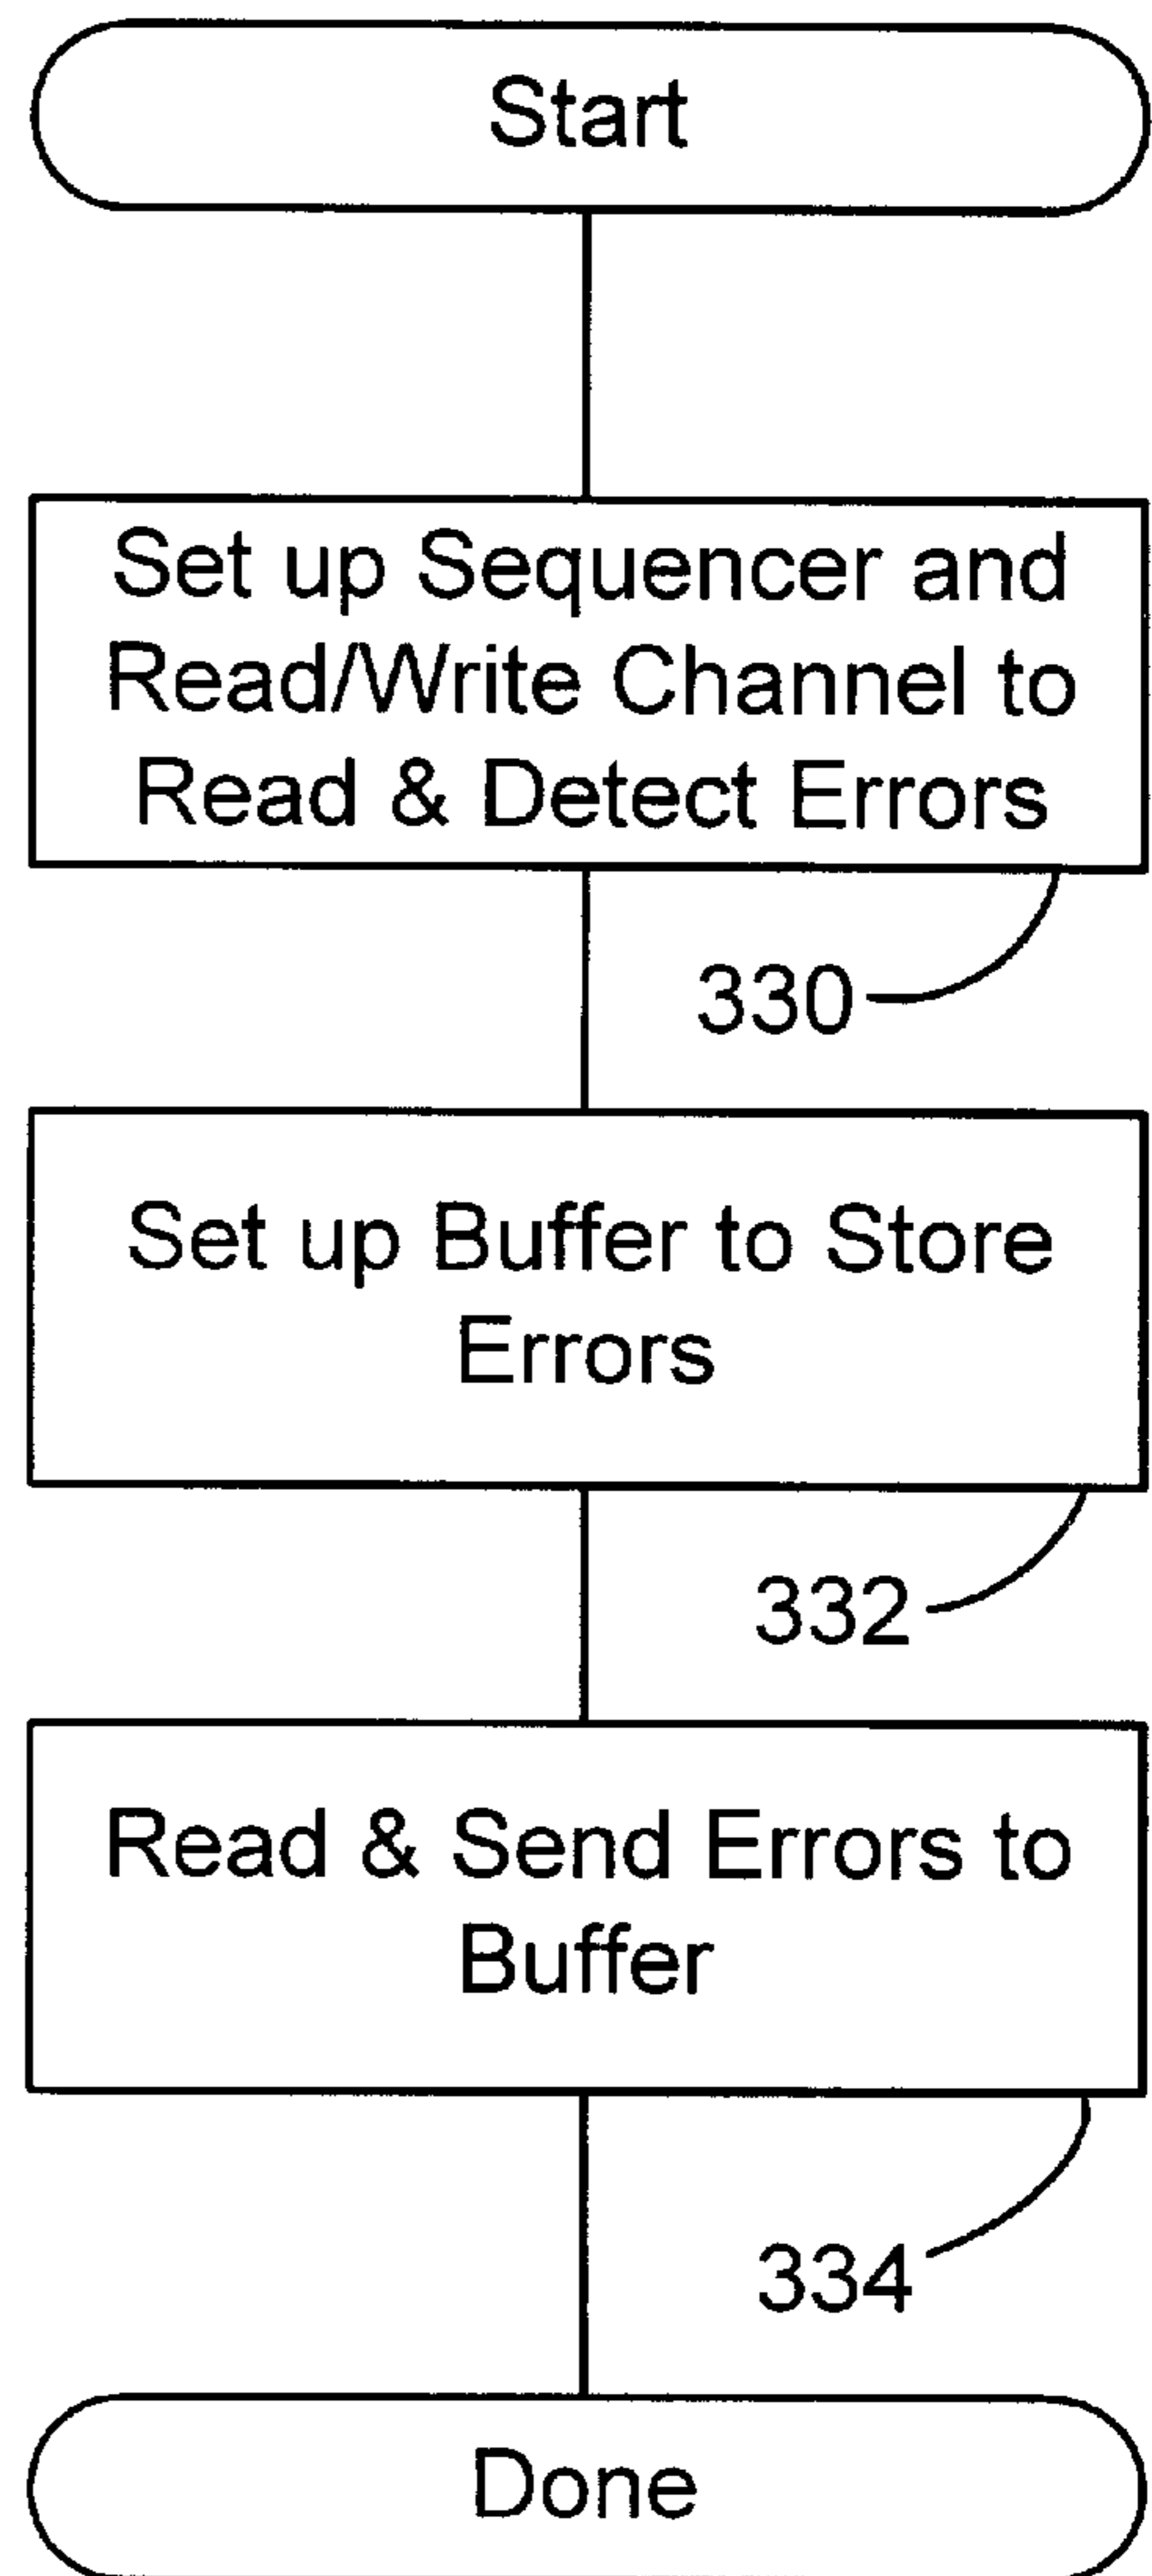 Start
Set up Sequencer and
Read/Write Channel to
Read & Detect Errors
330
Set up Buffer to Store
Errors
332
Read & Send Errors to
Buffer
334
Done